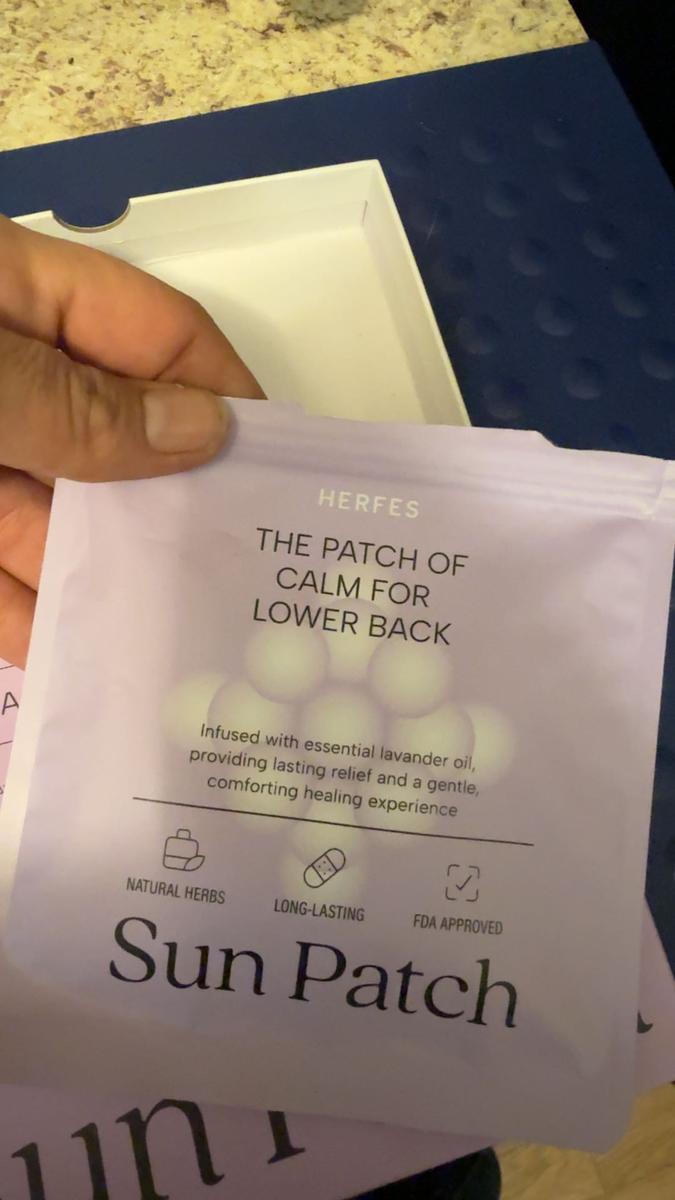 HERFES
THE PATCH OF
CALM FOR
LOWER BACK
Infused with essential lavander oil,
providing lasting relief and a gentle,
comforting healing experience
NATURAL HERBS
LONG-LASTING
FDA APPROVED
Sun Patch